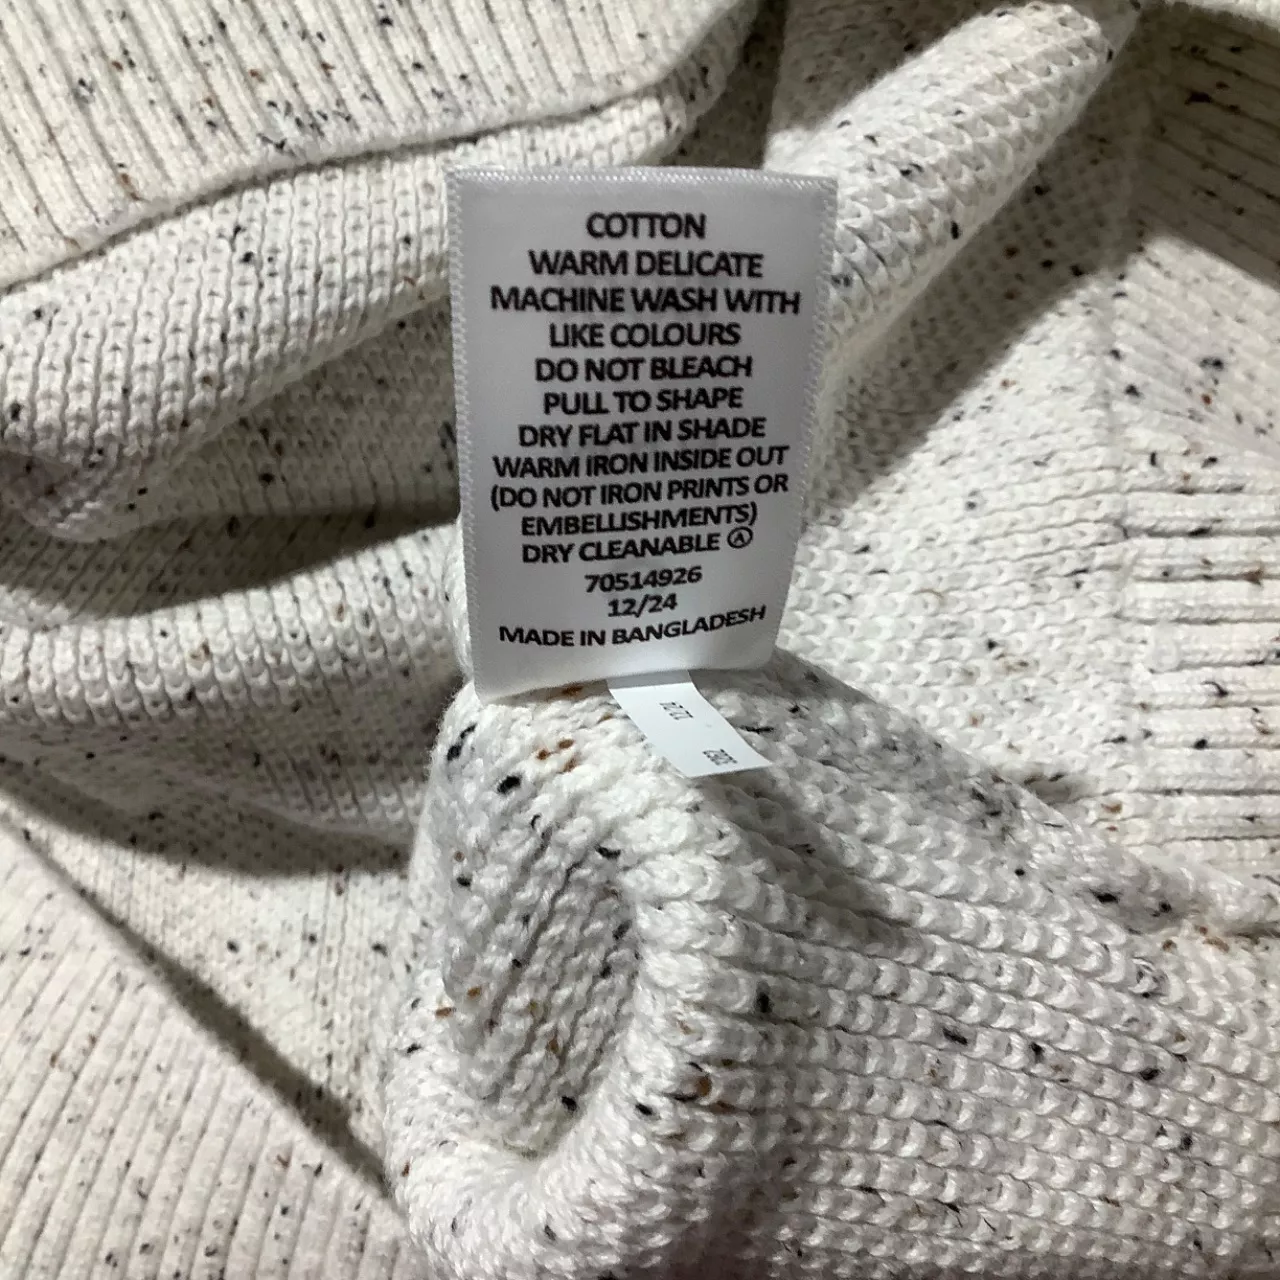 COTTON
WARM DELICATE
MACHINE WASH WITH
LIKE COLOURS
DO NOT BLEACH
PULL TO SHAPE
DRY FLAT IN SHADE
WARM IRON INSIDE OUT
(DO NOT IRON PRINTS OR
EMBELLISHMENTS)
DRY CLEANABLE Ⓐ
70514926
12/24
MADE IN BANGLADESH